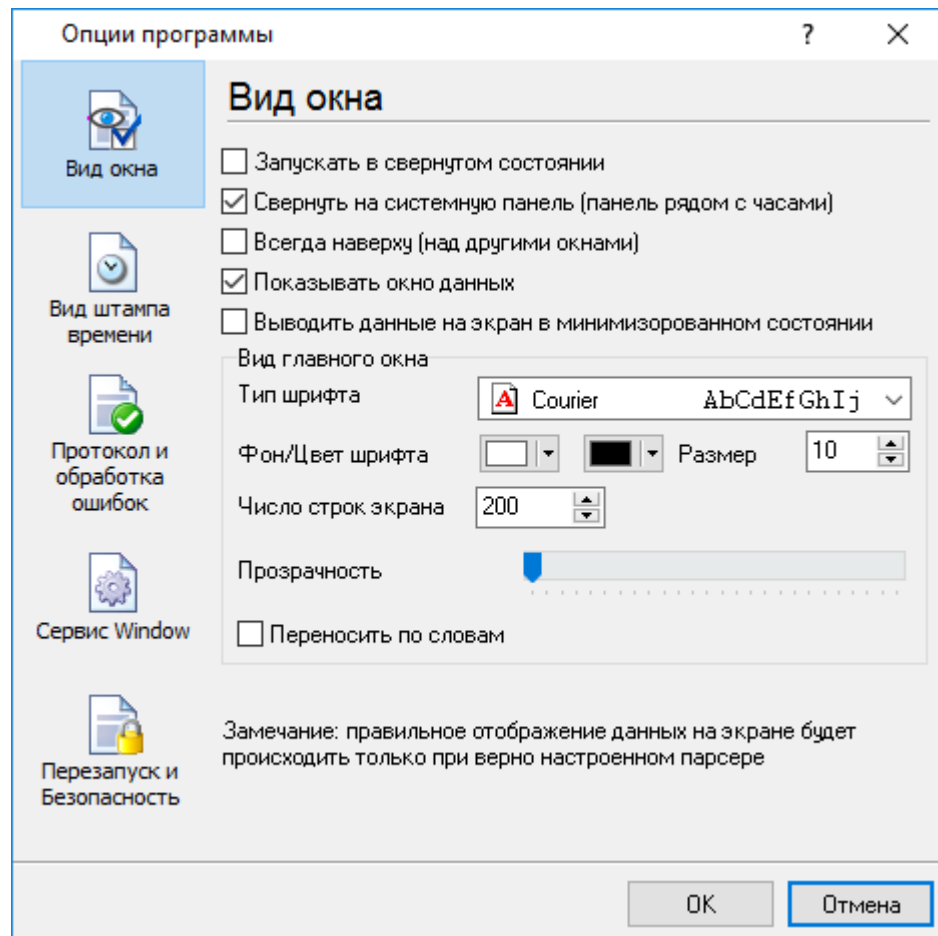 Опции программы
?
Вид окна
Вид штампа
времени
Протокол и
обработка
ошибок
Сервис Window
Перезапуск и
Безопасность
Вид окна
Запускать в свернутом состоянии
Свернуть на системную панель (панель рядом с часами)
Всегда наверху (над другими окнами)
Показывать окно данных
Выводить данные на экран в минимизорованном состоянии
Вид главного окна
Тип шрифта A Courier AbCdEfGhIj
Фон/Цвет шрифта Размер 10
Число строк экрана 200
Прозрачность
Переносить по словам
Замечание: правильное отображение данных на экране будет
происходить только при верно настроенном парсере
OK Отмена